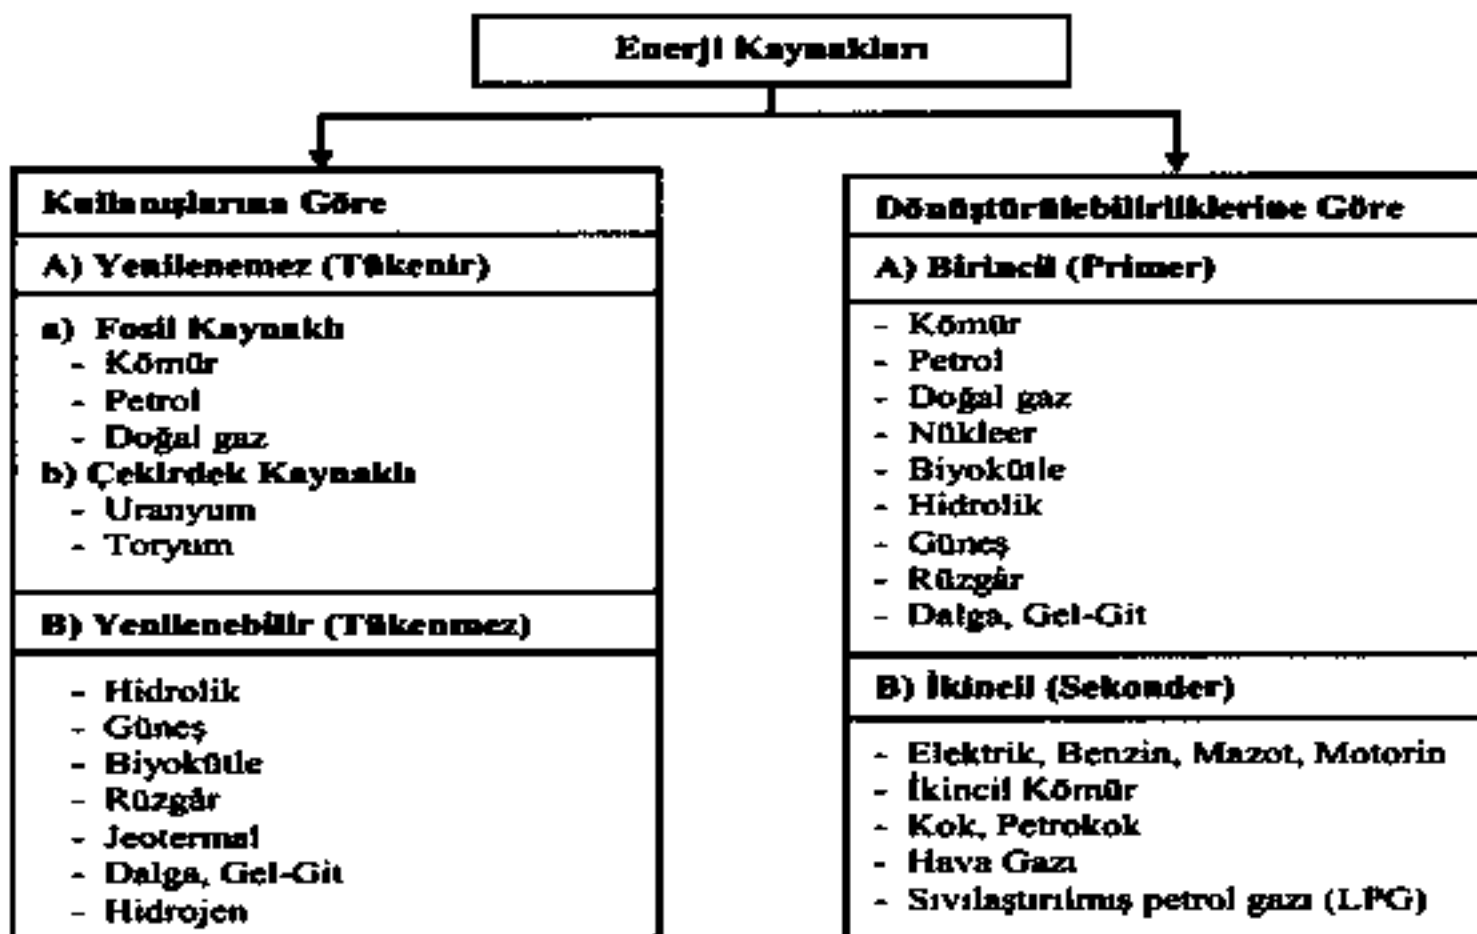 Enerji Kaynakları
Kullanışlarına Göre
A) Yenilenemez (Tükenir)
a) Fosil Kaynaklı
- Kömür
- Petrol
- Doğal gaz
b) Çekirdek Kaynaklı
- Uranyum
- Toryum
B) Yenilenebilir (Tükenmez)
- Hidrolik
- Güneş
- Biyokütle
- Rüzgâr
- Jeotermal
- Dalga, Gel-Git
- Hidrojen
Dönüştürülebilirliklerine Göre
A) Birincil (Primer)
- Kömür
- Petrol
- Doğal gaz
- Nükleer
- Biyokütle
- Hidrolik
- Güneş
- Rüzgâr
- Dalga, Gel-Git
B) İkincil (Sekonder)
- Elektrik, Benzin, Mazot, Motorin
- İkincil Kömür
- Kok, Petrokok
- Hava Gazı
- Sıvılaştırılmış petrol gazı (LPG)